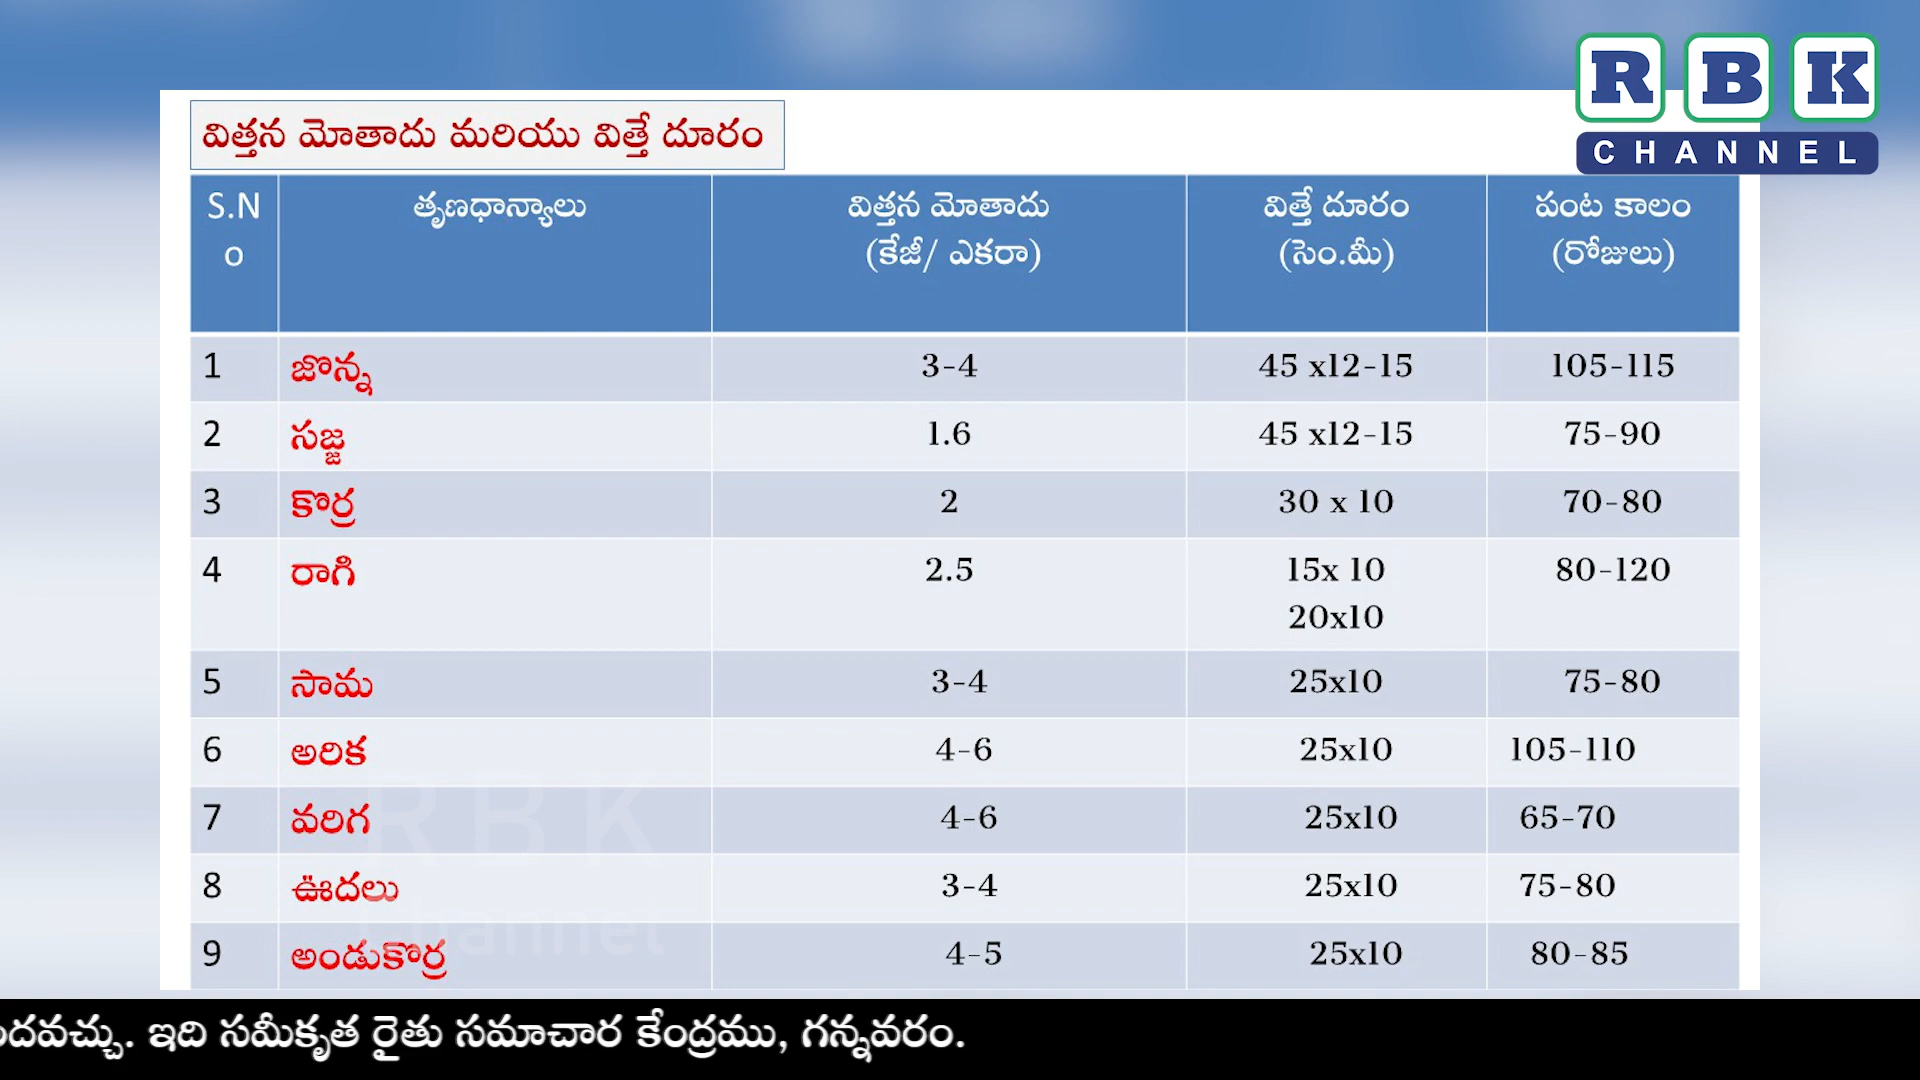 R B K
CHANNEL
విత్తన మోతాదు మరియు విత్తే దూరం
S.No తృణధాన్యాలు విత్తన మోతాదు (కేజీ/ ఎకరా) విత్తే దూరం (సెం.మీ) పంట కాలం (రోజులు)
1 జొన్న 3-4 45 x12-15 105-115
2 సజ్జ 1.6 45 x12-15 75-90
3 కొర్ర 2 30 x 10 70-80
4 రాగి 2.5 15x 10 80-120
20x10
5 సామ 3-4 25x10 75-80
6 అరిక 4-6 25x10 105-110
7 వరిగ 4-6 25x10 65-70
8 ఊదలు 3-4 25x10 75-80
9 అండుకొర్ర 4-5 25x10 80-85
RBK
Channel
ఇది సమీకృత రైతు సమాచార కేంద్రము, గన్నవరం.